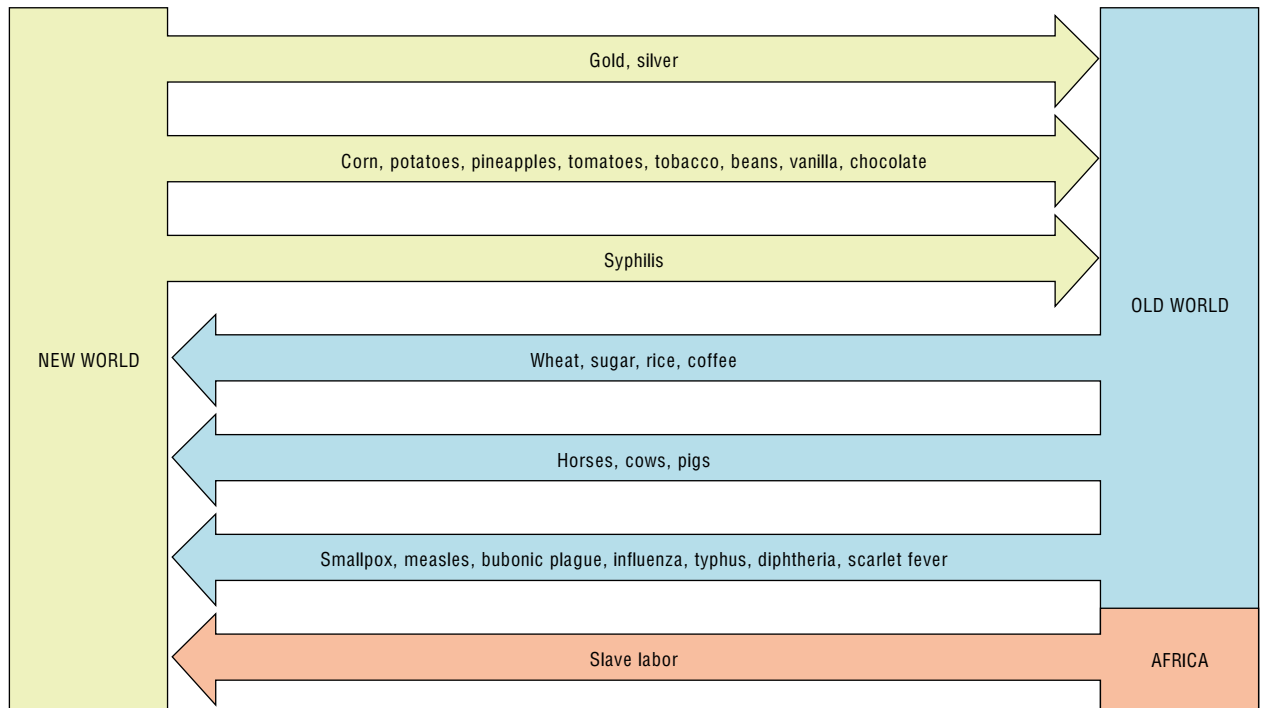 Gold, silver
Corn, potatoes, pineapples, tomatoes, tobacco, beans, vanilla, chocolate
Syphilis
OLD WORLD
NEW WORLD
Wheat, sugar, rice, coffee
Horses, cows, pigs
Smallpox, measles, bubonic plague, influenza, typhus, diphtheria, scarlet fever
Slave labor
AFRICA